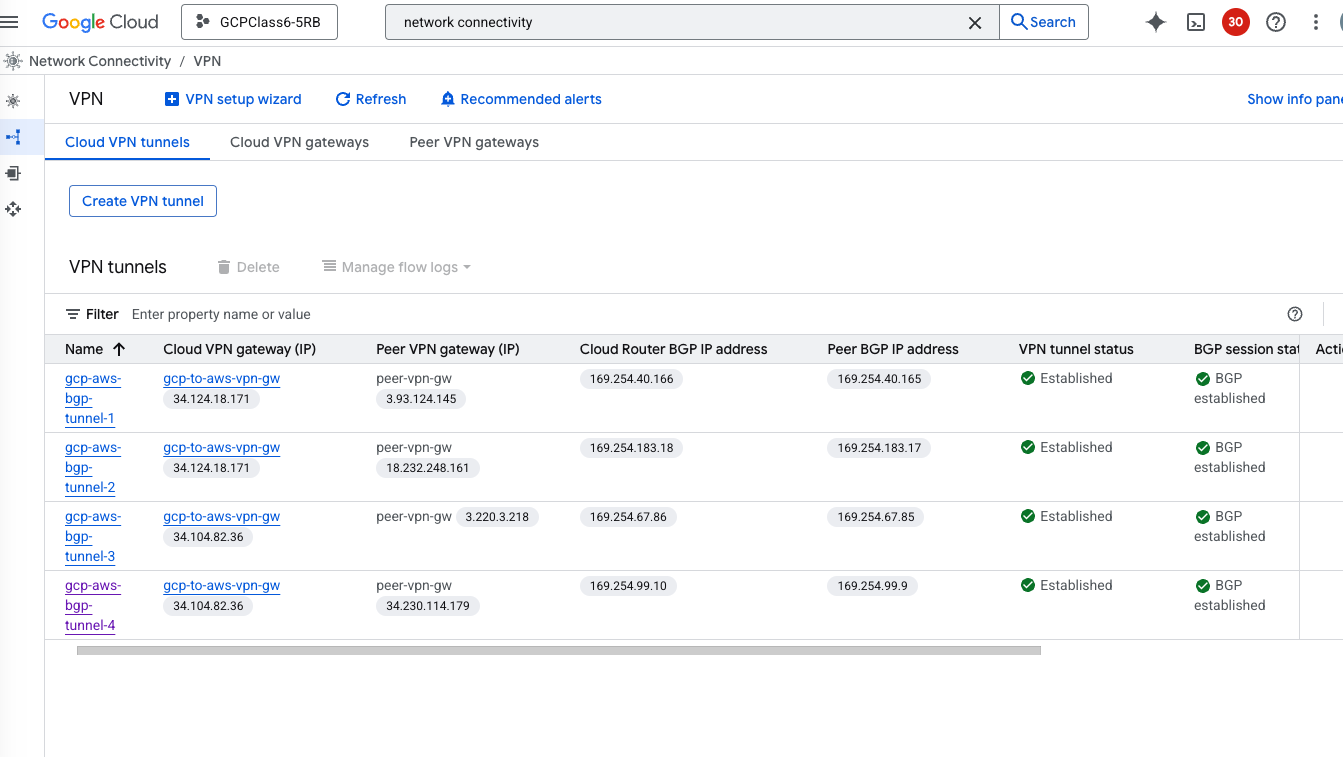 Google Cloud
GCPClass6-5RB
network connectivity
Search
30
Network Connectivity / VPN
VPN
VPN setup wizard
Refresh
Recommended alerts
Show info pane
Cloud VPN tunnels
Cloud VPN gateways
Peer VPN gateways
Create VPN tunnel
VPN tunnels
Delete
Manage flow logs
Filter
Enter property name or value
Name
Cloud VPN gateway (IP)
Peer VPN gateway (IP)
Cloud Router BGP IP address
Peer BGP IP address
VPN tunnel status
BGP session stat
Acti
gcp-aws-
bgp-
tunnel-1
gcp-to-aws-vpn-gw
34.124.18.171
peer-vpn-gw
3.93.124.145
169.254.40.166
169.254.40.165
Established
BGP
established
gcp-aws-
bgp-
tunnel-2
gcp-to-aws-vpn-gw
34.124.18.171
peer-vpn-gw
18.232.248.161
169.254.183.18
169.254.183.17
Established
BGP
established
gcp-aws-
bgp-
tunnel-3
gcp-to-aws-vpn-gw
34.104.82.36
peer-vpn-gw 3.220.3.218
169.254.67.86
169.254.67.85
Established
BGP
established
gcp-aws-
bgp-
tunnel-4
gcp-to-aws-vpn-gw
34.104.82.36
peer-vpn-gw
34.230.114.179
169.254.99.10
169.254.99.9
Established
BGP
established